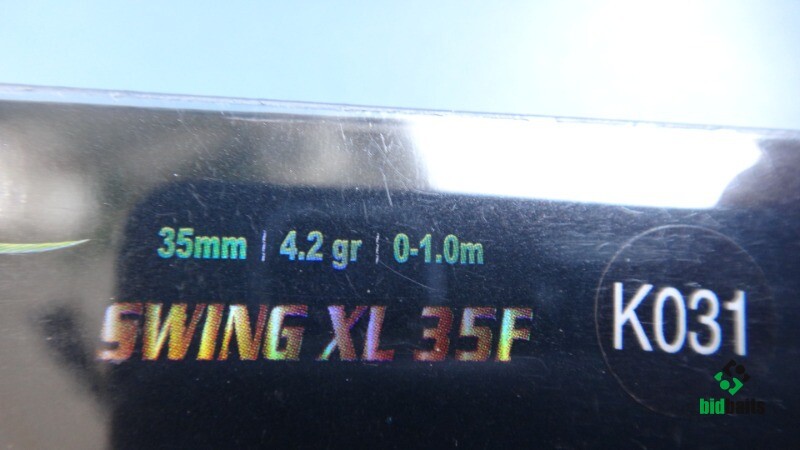 35mm | 4.2 gr | 0-1.0m
SWING XL 35F
K031
bidbaits